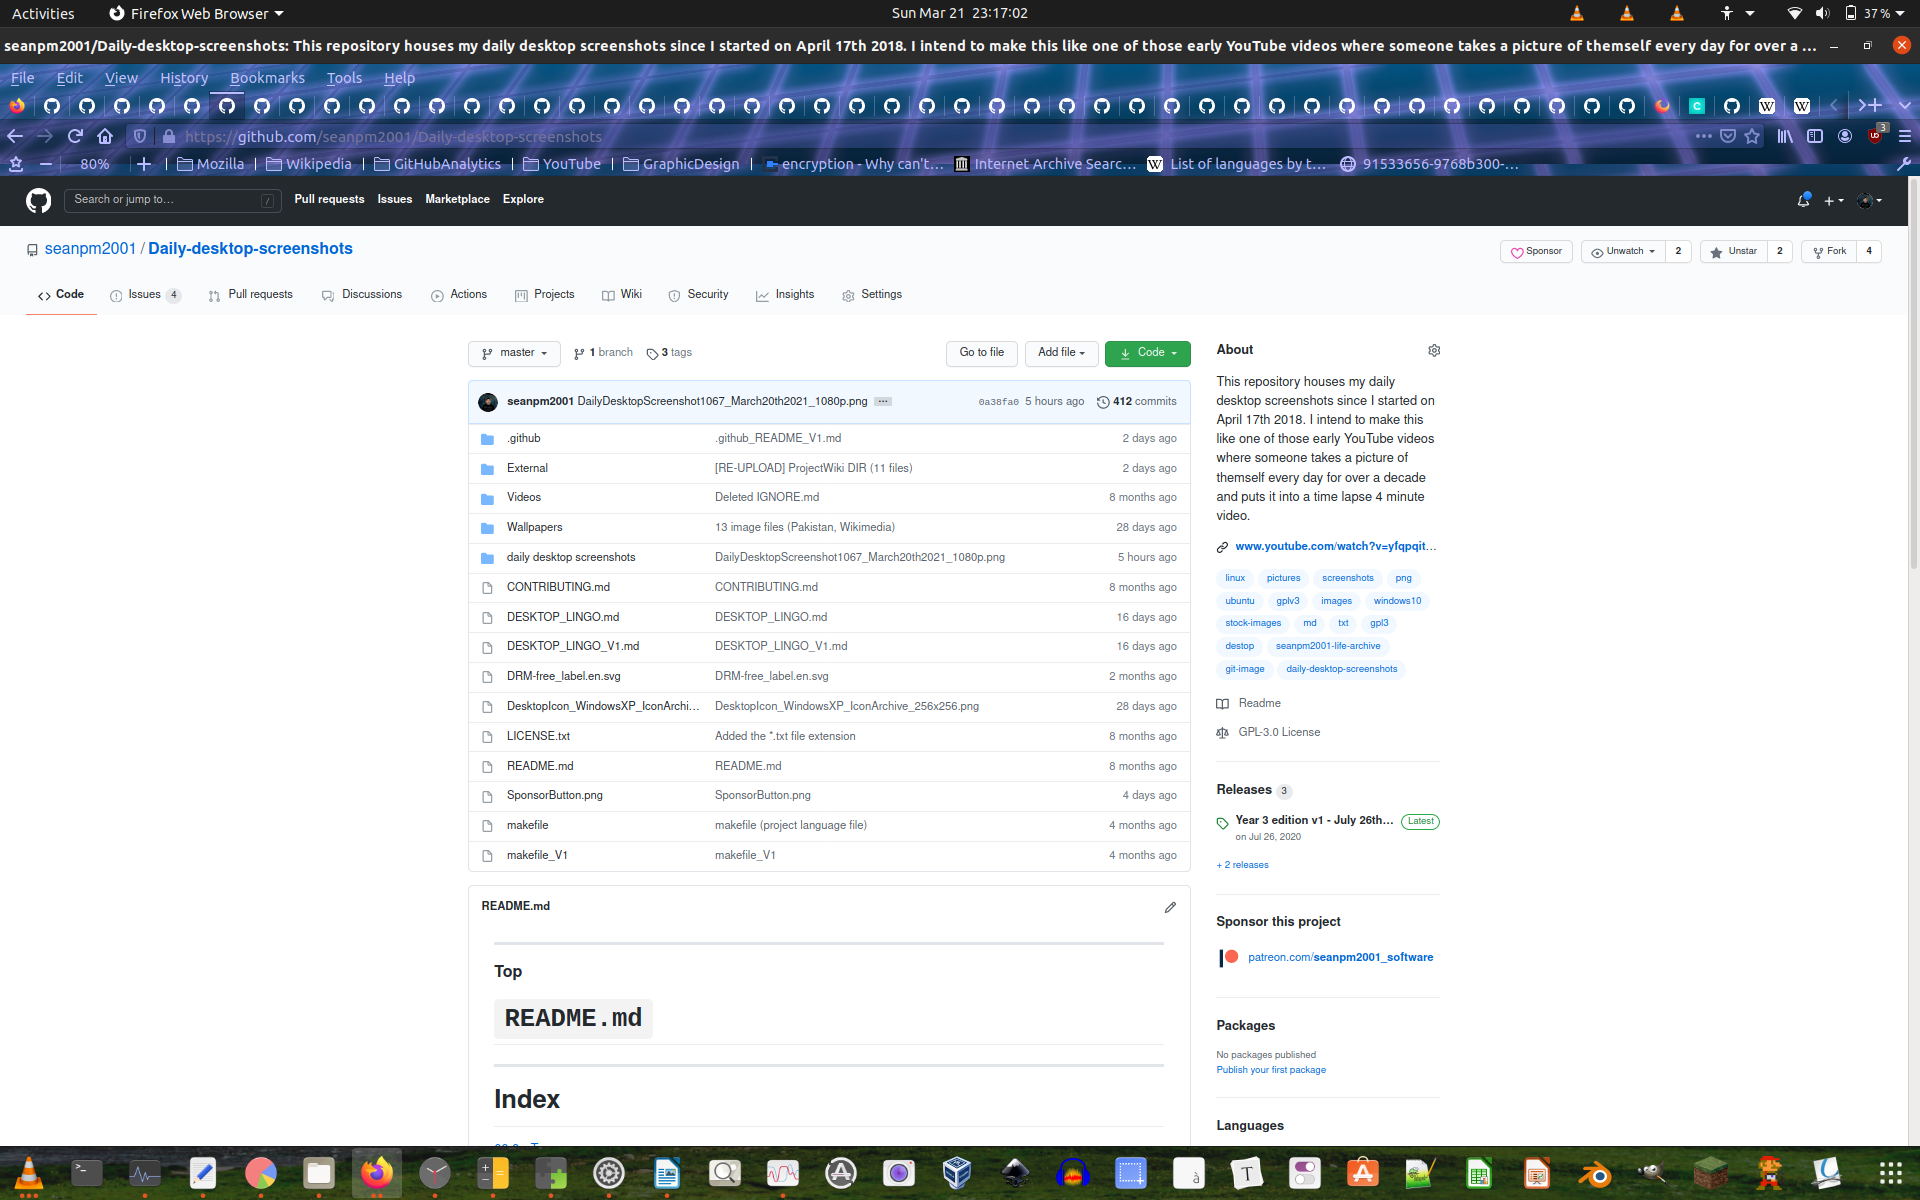 Activities
Firefox Web Browser
Sun Mar 21 23:17:02
37 %
seanpm2001/Daily-desktop-screenshots: This repository houses my daily desktop screenshots since I started on April 17th 2018. I intend to make this like one of those early YouTube videos where someone takes a picture of themself every day for over a ...
File Edit View History Bookmarks Tools Help
https://github.com/seanpm2001/Daily-desktop-screenshots
3
80%
Mozilla
Wikipedia
GitHubAnalytics
YouTube
GraphicDesign
encryption - Why can't...
Internet Archive Searc...
List of languages by t...
91533656-9768b300-...
Search or jump to...
/
Pull requests Issues Marketplace Explore
seanpm2001 / Daily-desktop-screenshots
Sponsor
Unwatch 2
Unstar 2
Fork 4
Code
Issues 4
Pull requests
Discussions
Actions
Projects
Wiki
Security
Insights
Settings
master
1 branch
3 tags
Go to file
Add file
Code
seanpm2001 DailyDesktopScreenshot1067_March20th2021_1080p.png ... 0a38fa0 5 hours ago 412 commits
.github .github_README_V1.md 2 days ago
External [RE-UPLOAD] ProjectWiki DIR (11 files) 2 days ago
Videos Deleted IGNORE.md 8 months ago
Wallpapers 13 image files (Pakistan, Wikimedia) 28 days ago
daily desktop screenshots DailyDesktopScreenshot1067_March20th2021_1080p.png 5 hours ago
CONTRIBUTING.md CONTRIBUTING.md 8 months ago
DESKTOP_LINGO.md DESKTOP_LINGO.md 16 days ago
DESKTOP_LINGO_V1.md DESKTOP_LINGO_V1.md 16 days ago
DRM-free_label.en.svg DRM-free_label.en.svg 2 months ago
DesktopIcon_WindowsXP_IconArchi... DesktopIcon_WindowsXP_IconArchive_256x256.png 28 days ago
LICENSE.txt Added the *.txt file extension 8 months ago
README.md README.md 8 months ago
SponsorButton.png SponsorButton.png 4 days ago
makefile makefile (project language file) 4 months ago
makefile_V1 makefile_V1 4 months ago
README.md
Top
README.md
Index
About
This repository houses my daily
desktop screenshots since I started on
April 17th 2018. I intend to make this
like one of those early YouTube videos
where someone takes a picture of
themself every day for over a decade
and puts it into a time lapse 4 minute
video.
www.youtube.com/watch?v=yfqpqit...
linux pictures screenshots png
ubuntu gplv3 images windows10
stock-images md txt gpl3
destop seanpm2001-life-archive
git-image daily-desktop-screenshots
Readme
GPL-3.0 License
Releases 3
Year 3 edition v1 - July 26th... Latest
on Jul 26, 2020
+ 2 releases
Sponsor this project
patreon.com/seanpm2001_software
Packages
No packages published
Publish your first package
Languages